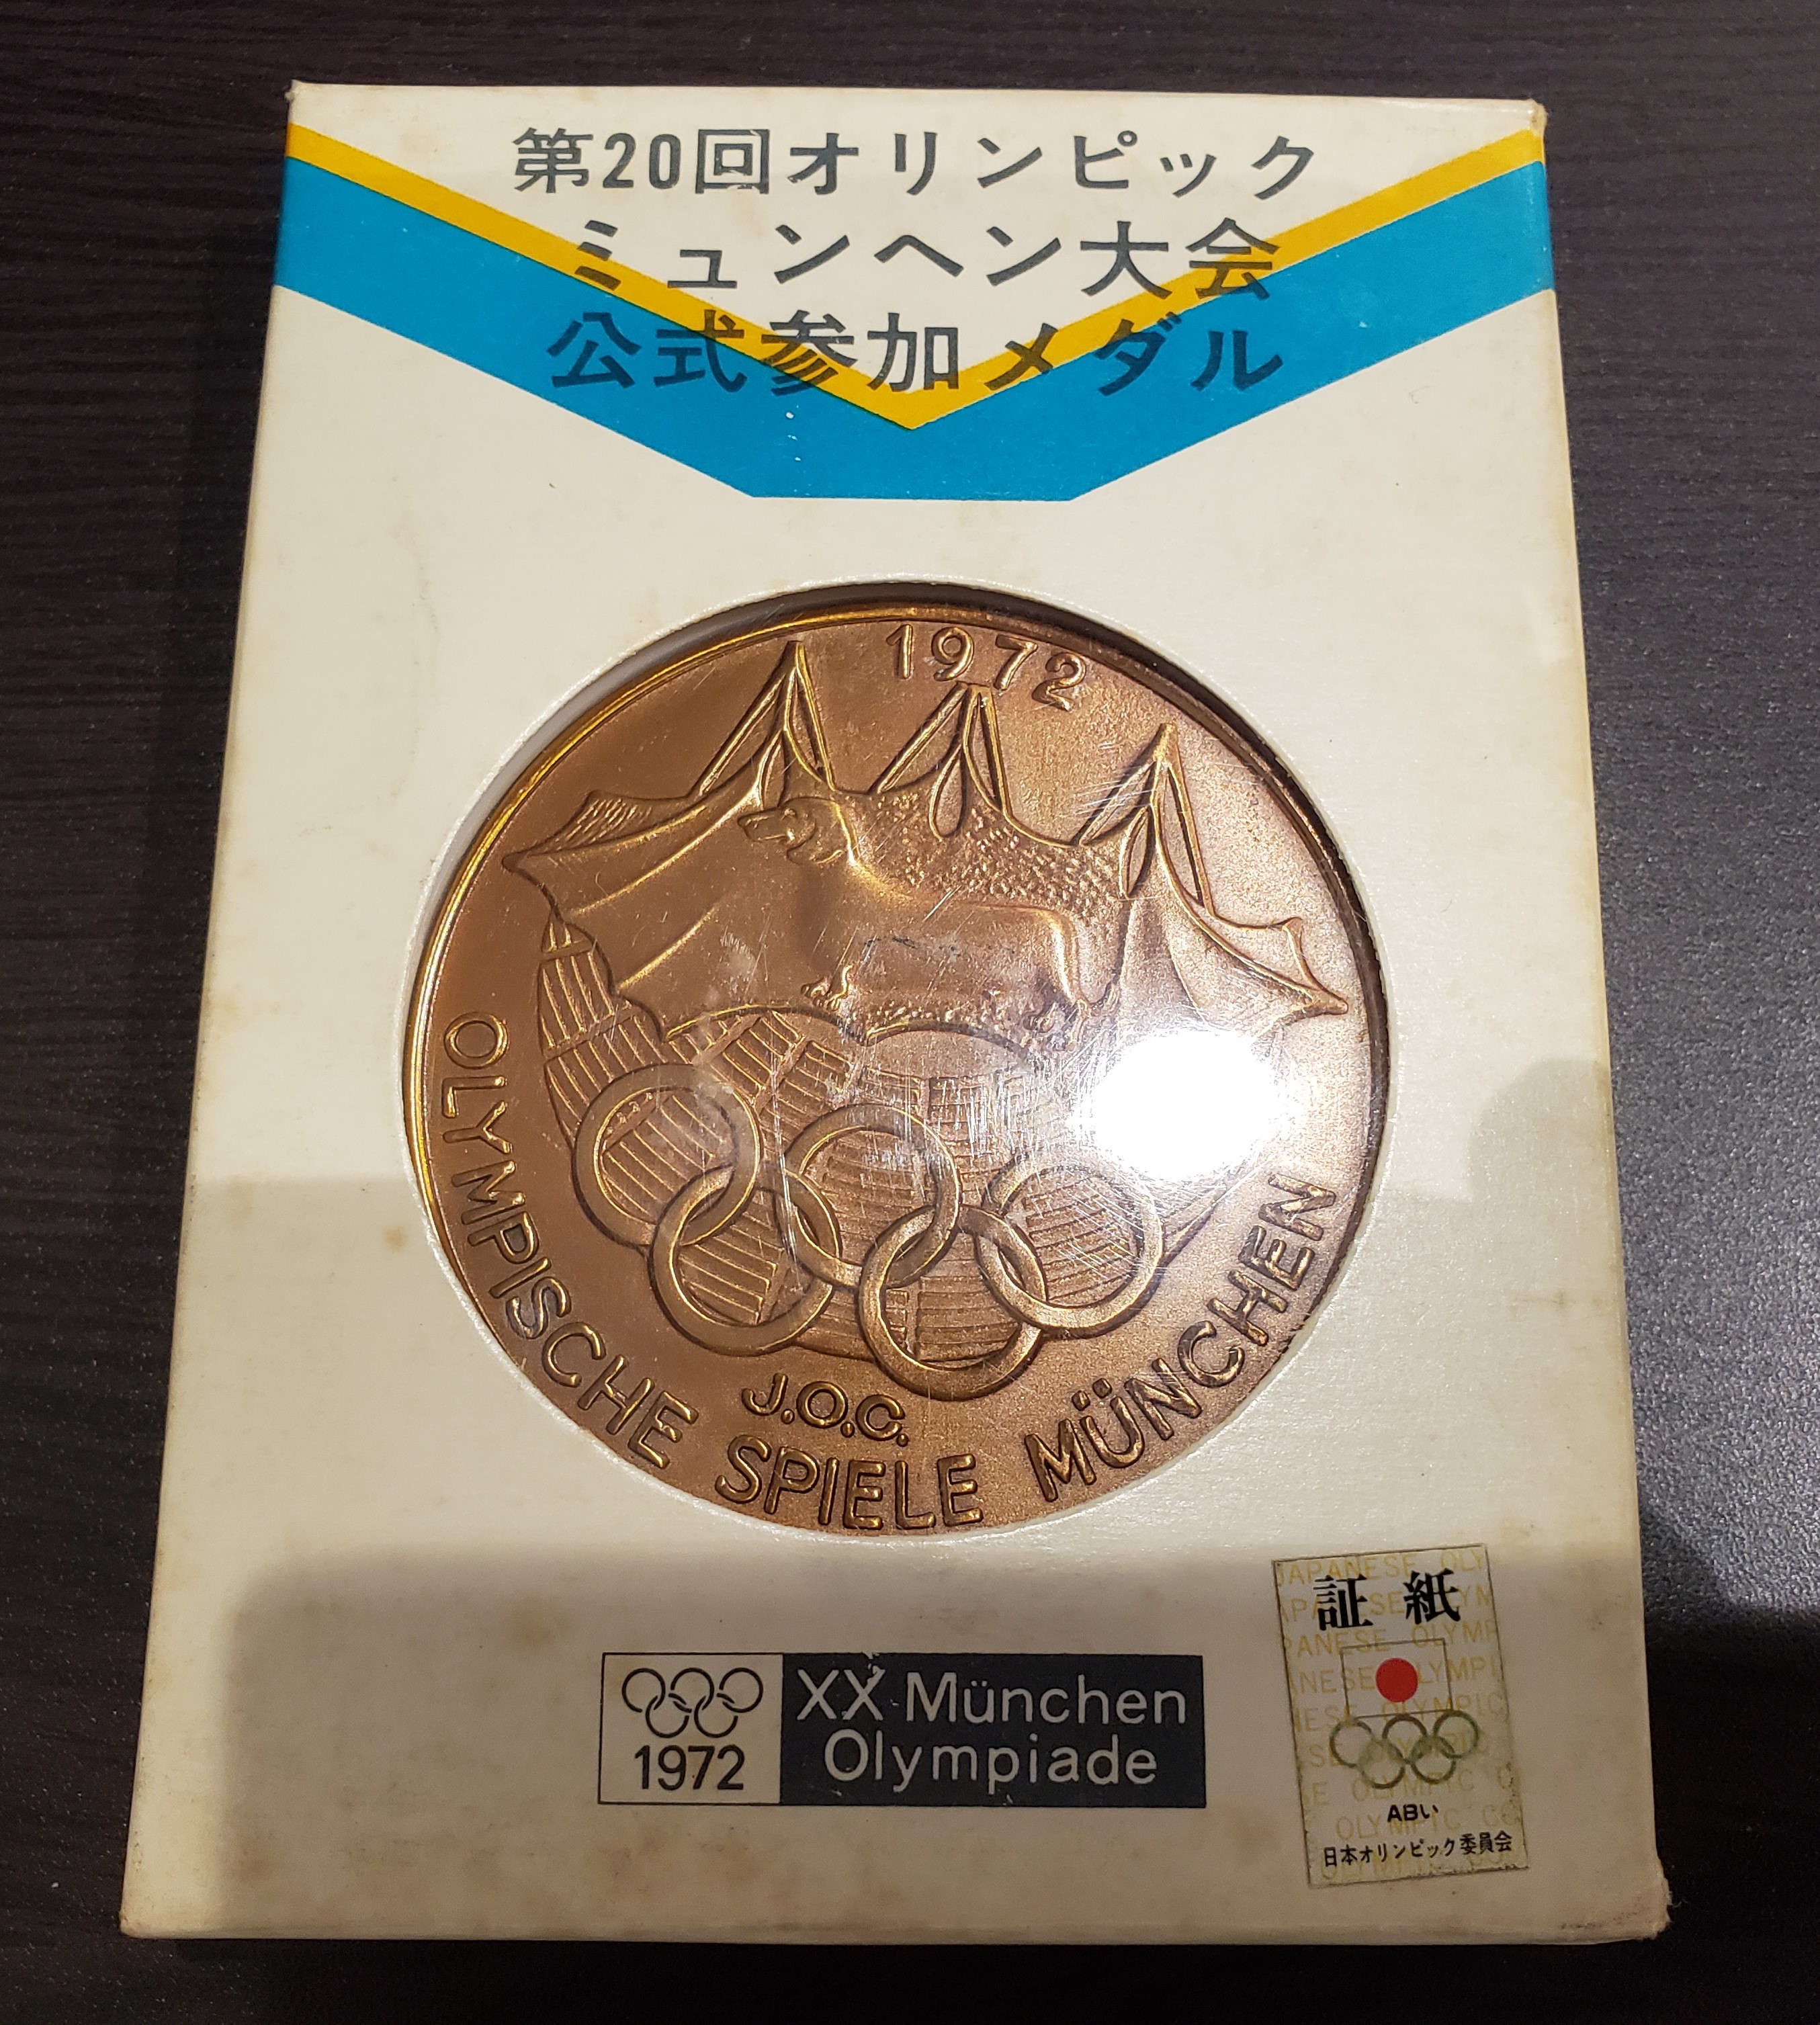 第20回オリンピック
ミュンヘン大会
公式参加メダル
1972
OLYMPISCHE SPIELE MÜNCHEN
J.O.C.
1972
XX München
Olympiade
証紙
ABい
日本オリンピック委員会